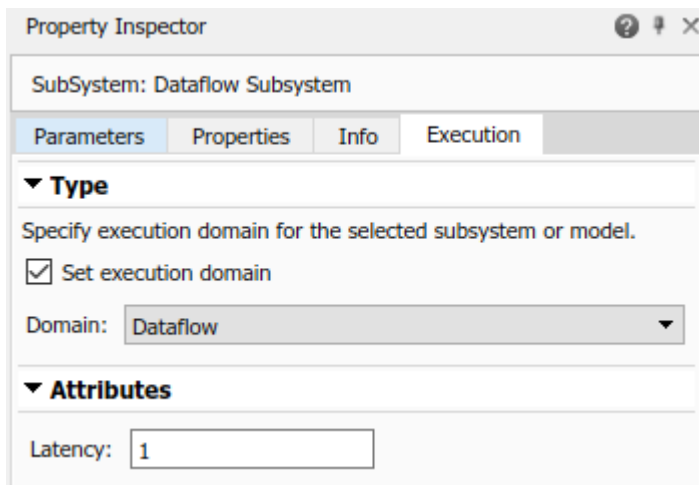 Property Inspector
SubSystem: Dataflow Subsystem
Parameters Properties Info Execution
Type
Specify execution domain for the selected subsystem or model.
Set execution domain
Domain: Dataflow
Attributes
Latency: 1